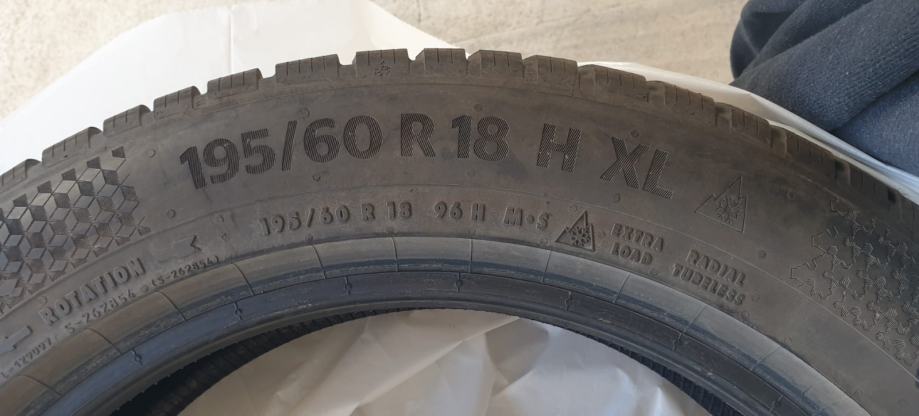 195/60 R 18 H XL
195/60 R 18 96 H M+S EXTRA LOAD RADIAL TUBELESS
ROTATION